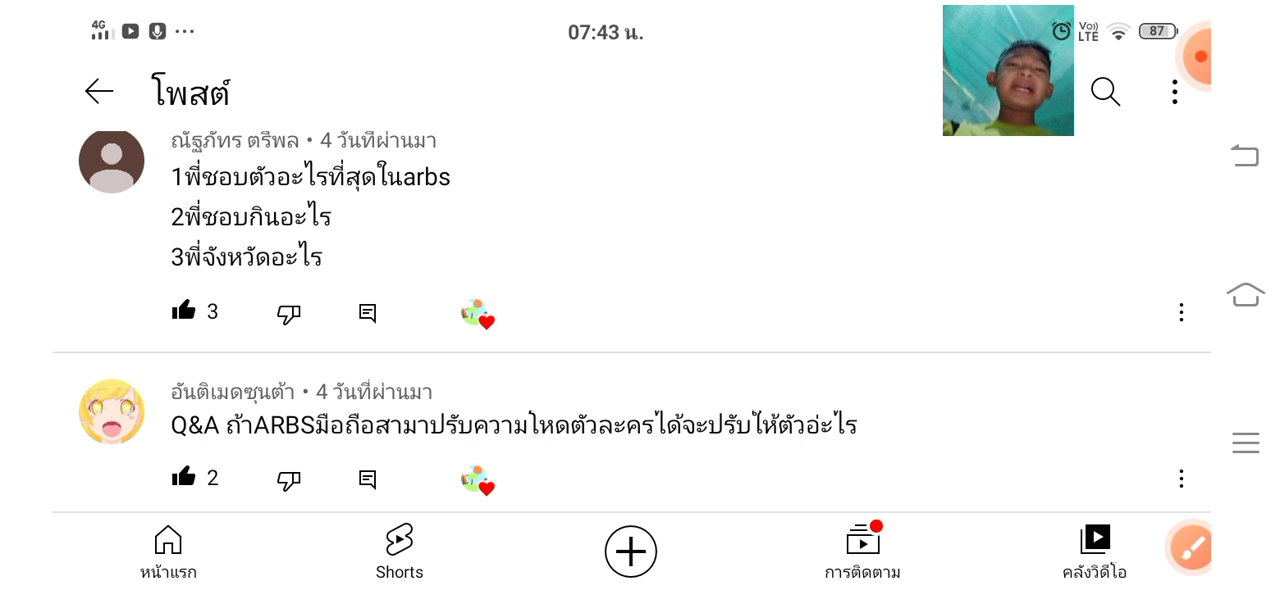 4G
07:43 น.
Vo))
LTE
87
โพสต์
ณัฐภัทร ตรีพล • 4 วันที่ผ่านมา
1พี่ชอบตัวอะไรที่สุดในarbs
2พี่ชอบกินอะไร
3พี่จังหวัดอะไร
3
อันติเมดซุนต้า • 4 วันที่ผ่านมา
Q&A ถ้าARBSมือถือสามาปรับความโหดตัวละครได้จะปรับให้ตัวอ่ะไร
2
หน้าแรก
Shorts
การติดตาม
คลังวิดีโอ